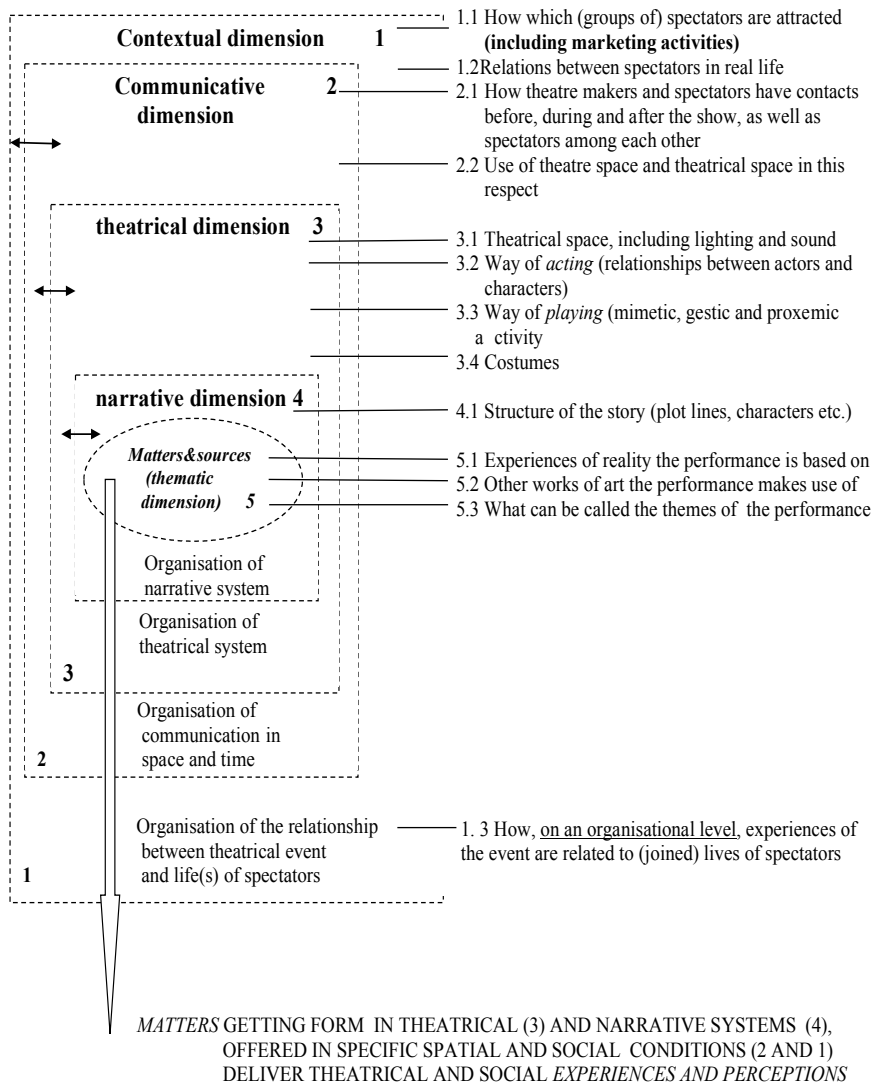 Contextual dimension 1
1.1 How which (groups of) spectators are attracted
(including marketing activities)
1.2Relations between spectators in real life
Communicative 2
dimension
2.1 How theatre makers and spectators have contacts
before, during and after the show, as well as
spectators among each other
2.2 Use of theatre space and theatrical space in this
respect
theatrical dimension 3
3.1 Theatrical space, including lighting and sound
3.2 Way of acting (relationships between actors and
characters)
3.3 Way of playing (mimetic, gestic and proxemic
a ctivity
3.4 Costumes
narrative dimension 4
4.1 Structure of the story (plot lines, characters etc.)
Matters&sources
(thematic
dimension) 5
5.1 Experiences of reality the performance is based on
5.2 Other works of art the performance makes use of
5.3 What can be called the themes of the performance
Organisation of
narrative system
Organisation of
theatrical system
3
Organisation of
communication in
space and time
2
Organisation of the relationship
between theatrical event
and life(s) of spectators
1
1. 3 How, on an organisational level, experiences of
the event are related to (joined) lives of spectators
MATTERS GETTING FORM IN THEATRICAL (3) AND NARRATIVE SYSTEMS (4),
OFFERED IN SPECIFIC SPATIAL AND SOCIAL CONDITIONS (2 AND 1)
DELIVER THEATRICAL AND SOCIAL EXPERIENCES AND PERCEPTIONS